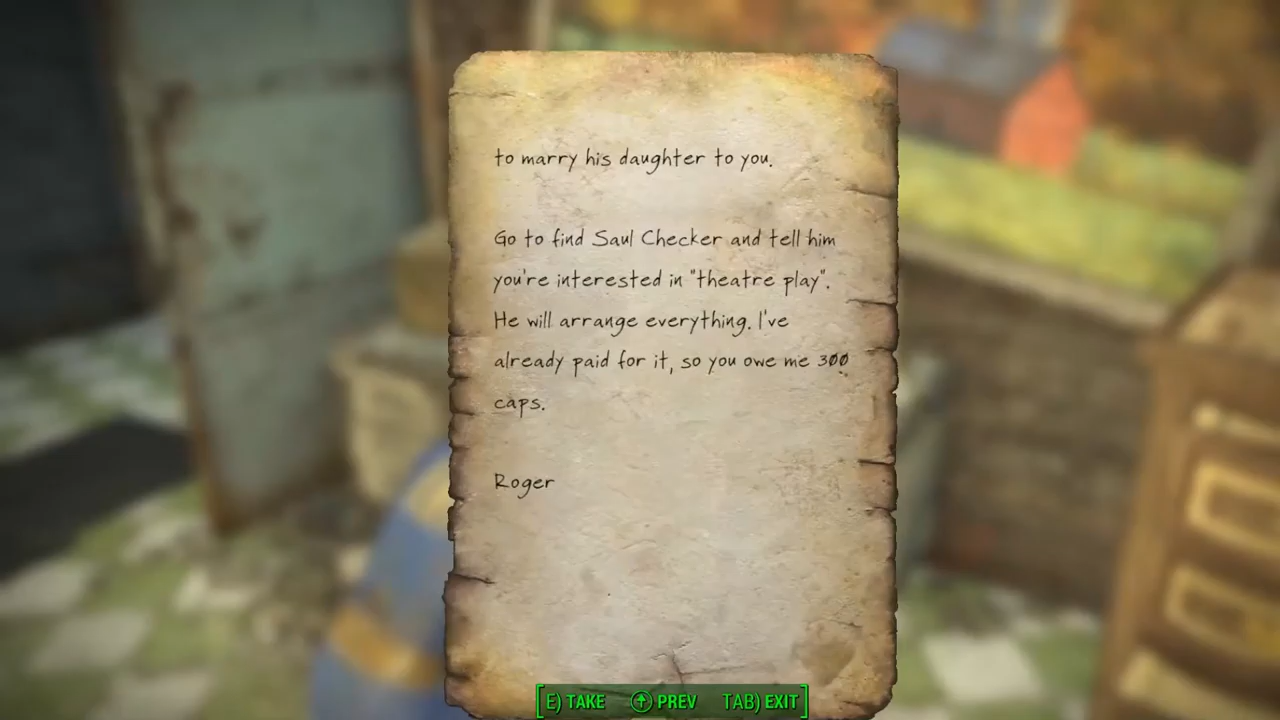 to marry his daughter to you.
Go to find Saul Checker and tell him
you're interested in "theatre play".
He will arrange everything. I've
already paid for it, so you owe me 300
caps.
Roger
E) TAKE PREV TAB) EXIT